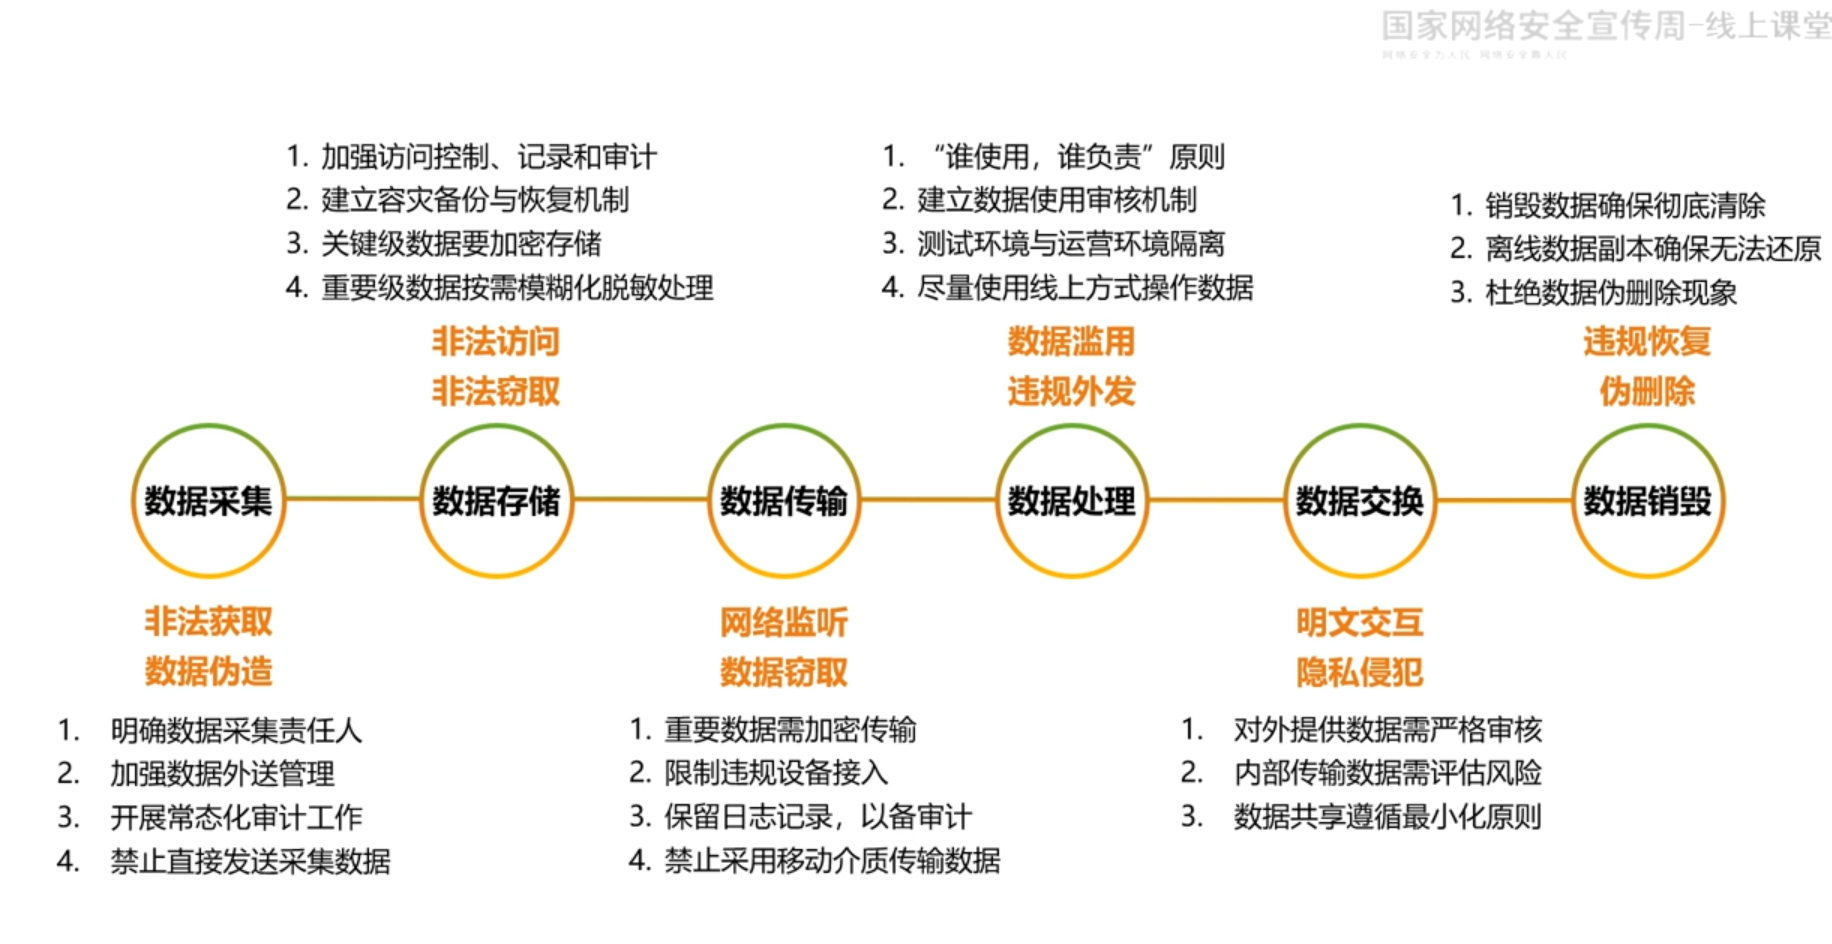 国家网络安全宣传周-线上课堂
网络安全为人民 网络安全靠人民
1. 加强访问控制、记录和审计
2. 建立容灾备份与恢复机制
3. 关键级数据要加密存储
4. 重要级数据按需模糊化脱敏处理
非法访问
非法窃取
1. “谁使用，谁负责”原则
2. 建立数据使用审核机制
3. 测试环境与运营环境隔离
4. 尽量使用线上方式操作数据
数据滥用
违规外发
1. 销毁数据确保彻底清除
2. 离线数据副本确保无法还原
3. 杜绝数据伪删除现象
违规恢复
伪删除
数据采集
数据存储
数据传输
数据处理
数据交换
数据销毁
非法获取
数据伪造
1. 明确数据采集责任人
2. 加强数据外送管理
3. 开展常态化审计工作
4. 禁止直接发送采集数据
网络监听
数据窃取
1. 重要数据需加密传输
2. 限制违规设备接入
3. 保留日志记录，以备审计
4. 禁止采用移动介质传输数据
明文交互
隐私侵犯
1. 对外提供数据需严格审核
2. 内部传输数据需评估风险
3. 数据共享遵循最小化原则